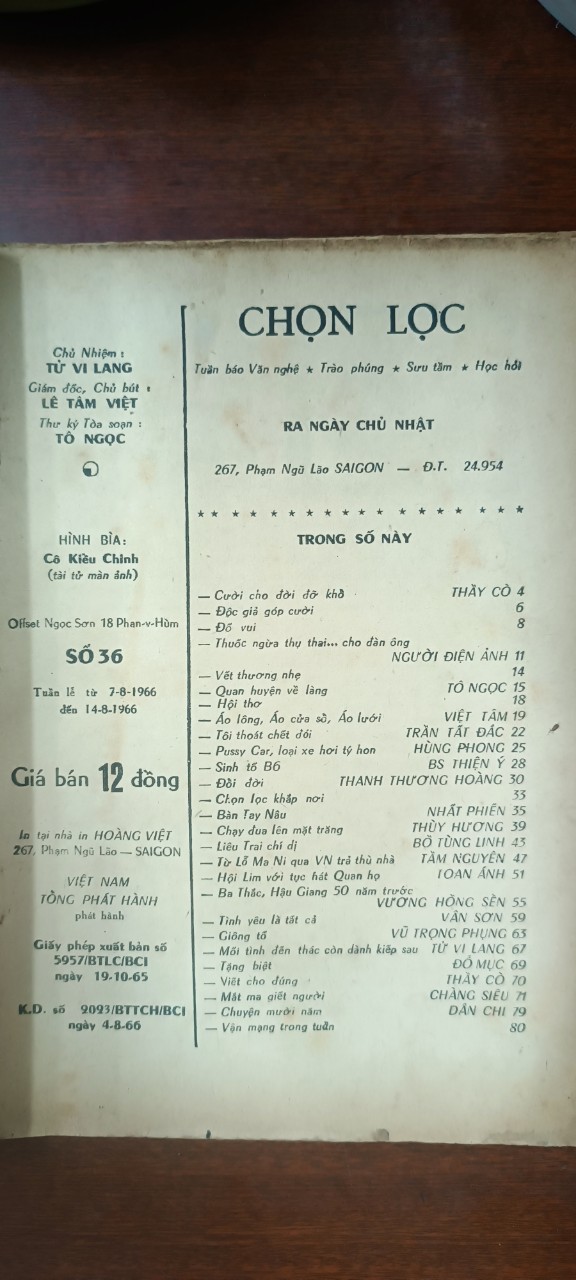 Chủ Nhiệm :
TỬ VI LANG
Giám đốc, Chủ bút :
LÊ TÂM VIỆT
Thư ký Tòa soạn :
TÔ NGỌC
HÌNH BÌA:
Cô Kiều Chinh
(tài tử màn ảnh)
Offset Ngọc Sơn 18 Phan-v-Hùm
SỐ 36
Tuần lễ từ 7-8-1966
đến 14-8-1966
Giá bán 12 đồng
In tại nhà in HOÀNG VIỆT
267, Phạm Ngũ Lão — SAIGON
VIỆT NAM
TỔNG PHÁT HÀNH
phát hành
Giấy phép xuất bản số
5957/BTLC/BCI
ngày 19-10-65
K.D. số 2023/BTTCH/BCI
ngày 4-8-66
CHỌN LỌC
Tuần báo Văn nghệ ★ Trào phúng ★ Sưu tầm ★ Học hỏi
RA NGÀY CHỦ NHẬT
267, Phạm Ngũ Lão SAIGON — Đ.T. 24.954
★ ★ ★ ★ ★ ★ ★ ★ ★ ★ ★ ★ ★ ★ ★ ★ ★ ★ ★
TRONG SỐ NÀY
— Cười cho đời đỡ khổ THẦY CÒ 4
— Độc giả góp cười 6
— Đố vui 8
— Thuốc ngừa thụ thai... cho đàn ông
NGƯỜI ĐIỆN ẢNH 11
— Vết thương nhẹ 14
— Quan huyện về làng TÔ NGỌC 15
— Hội thơ 18
— Áo lông, Áo cửa sổ, Áo lưới VIỆT TÂM 19
— Tôi thoát chết đói TRẦN TẤT ĐẮC 22
— Pussy Car, loại xe hơi tý hon HÙNG PHONG 25
— Sinh tố B6 BS THIỆN Ý 28
— Đồi đời THANH THƯƠNG HOÀNG 30
— Chọn lọc khắp nơi 33
— Bàn Tay Nâu NHẤT PHIẾN 35
— Chạy đua lên mặt trăng THÙY HƯƠNG 39
— Liêu Trai chí dị BỒ TÙNG LINH 43
— Từ Lỗ Ma Ni qua VN trả thù nhà TÂM NGUYÊN 47
— Hội Lim với tục hát Quan họ TOAN ÁNH 51
— Ba Thắc, Hậu Giang 50 năm trước
VƯƠNG HỒNG SỂN 55
— Tình yêu là tất cả VÂN SƠN 59
— Giông tố VŨ TRỌNG PHỤNG 63
— Mối tình đến thác còn dành kiếp sau TỬ VI LANG 67
— Tặng biệt ĐỖ MỤC 69
— Viết cho đúng THẦY CÒ 70
— Mắt ma giết người CHÀNG SIÊU 71
— Chuyện mười năm DÂN CHI 79
— Vận mạng trong tuần 80